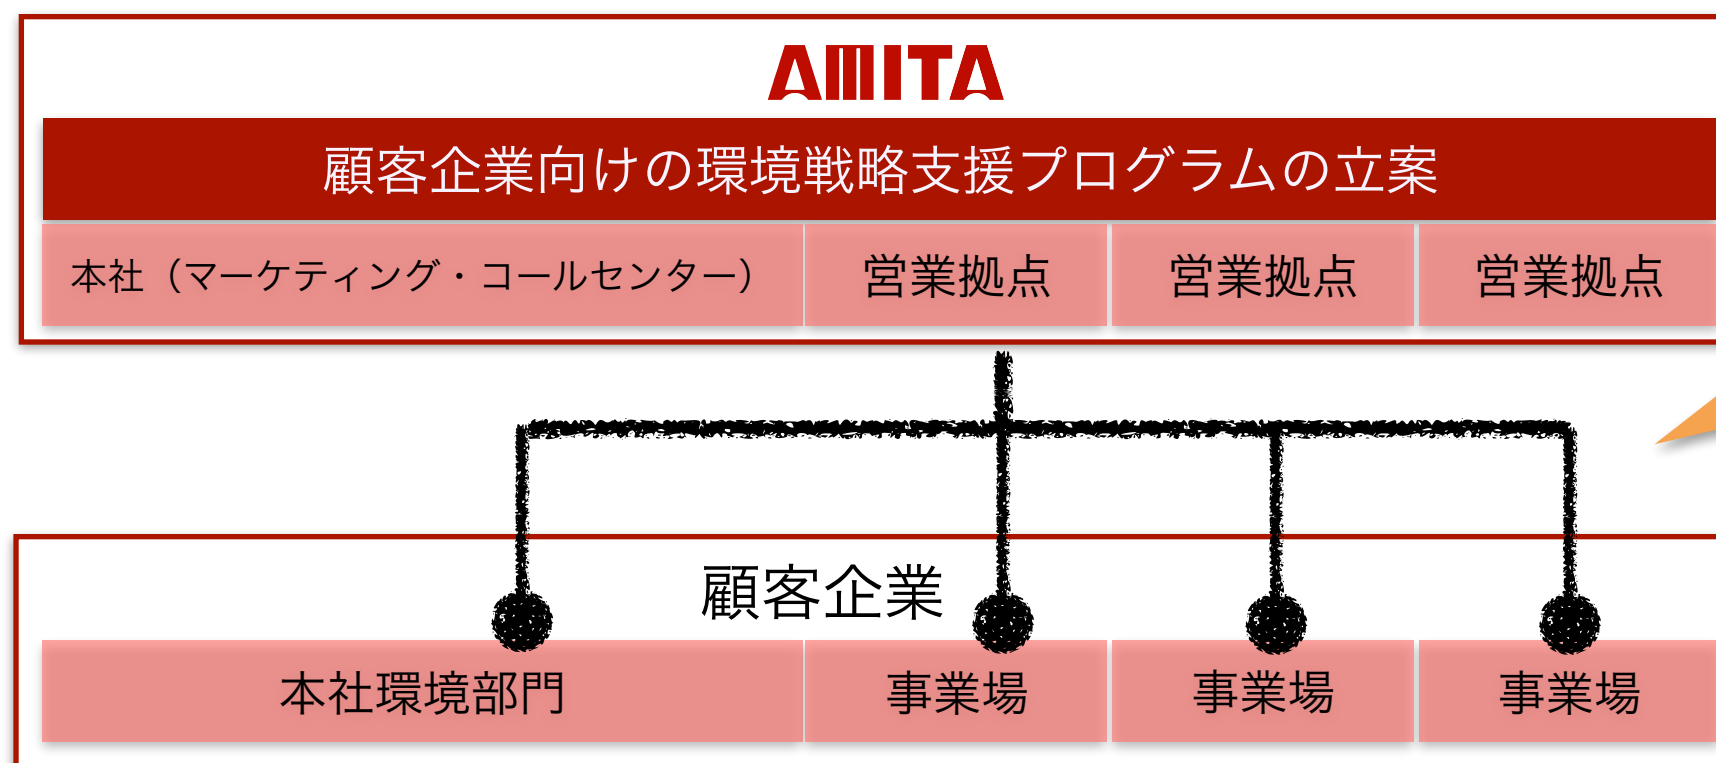 AMITA
顧客企業向けの環境戦略支援プログラムの立案
本社（マーケティング・コールセンター） 営業拠点 営業拠点 営業拠点
顧客企業
本社環境部門 事業場 事業場 事業場